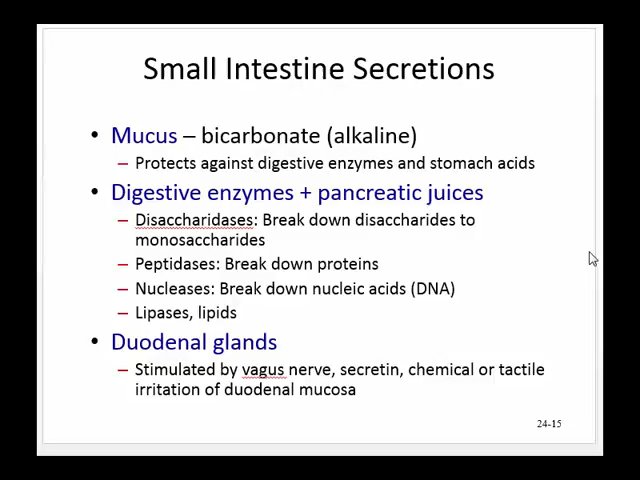 Small Intestine Secretions
• Mucus – bicarbonate (alkaline)
– Protects against digestive enzymes and stomach acids
• Digestive enzymes + pancreatic juices
– Disaccharidases: Break down disaccharides to
monosaccharides
– Peptidases: Break down proteins
– Nucleases: Break down nucleic acids (DNA)
– Lipases, lipids
• Duodenal glands
– Stimulated by vagus nerve, secretin, chemical or tactile
irritation of duodenal mucosa
24-15